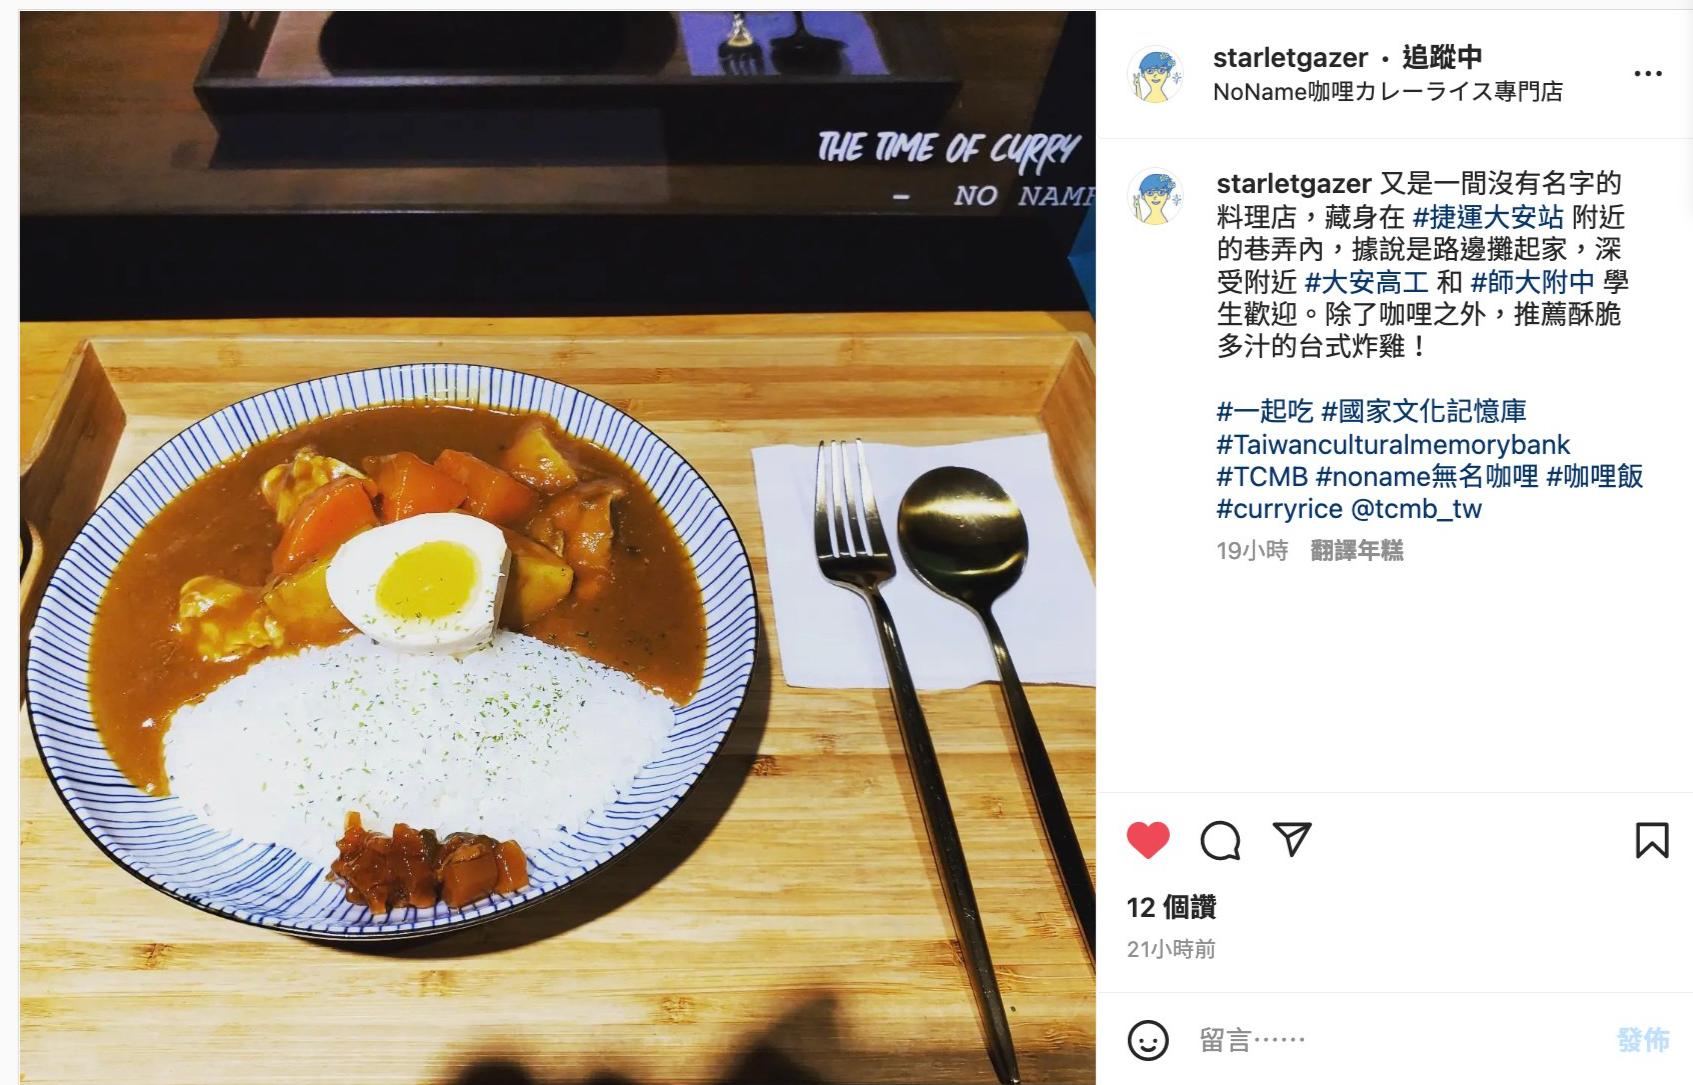 THE TIME OF CURRY
– NO NAME
starletgazer · 追蹤中
NoName咖哩カレーライス專門店
starletgazer 又是一間沒有名字的
料理店，藏身在 #捷運大安站 附近
的巷弄內，據說是路邊攤起家，深
受附近 #大安高工 和 #師大附中 學
生歡迎。除了咖哩之外，推薦酥脆
多汁的台式炸雞！
#一起吃 #國家文化記憶庫
#Taiwanculturalmemorybank
#TCMB #noname無名咖哩 #咖哩飯
#curryrice @tcmb_tw
19小時 翻譯年糕
12 個讚
21小時前
留言⋯⋯
發佈